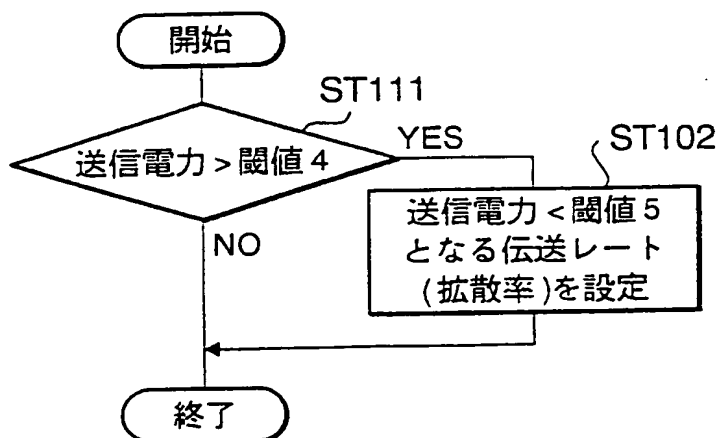 開始
ST111
送信電力 > 閾値 4
YES
ST102
送信電力 < 閾値 5
となる伝送レート
(拡散率)を設定
NO
終了